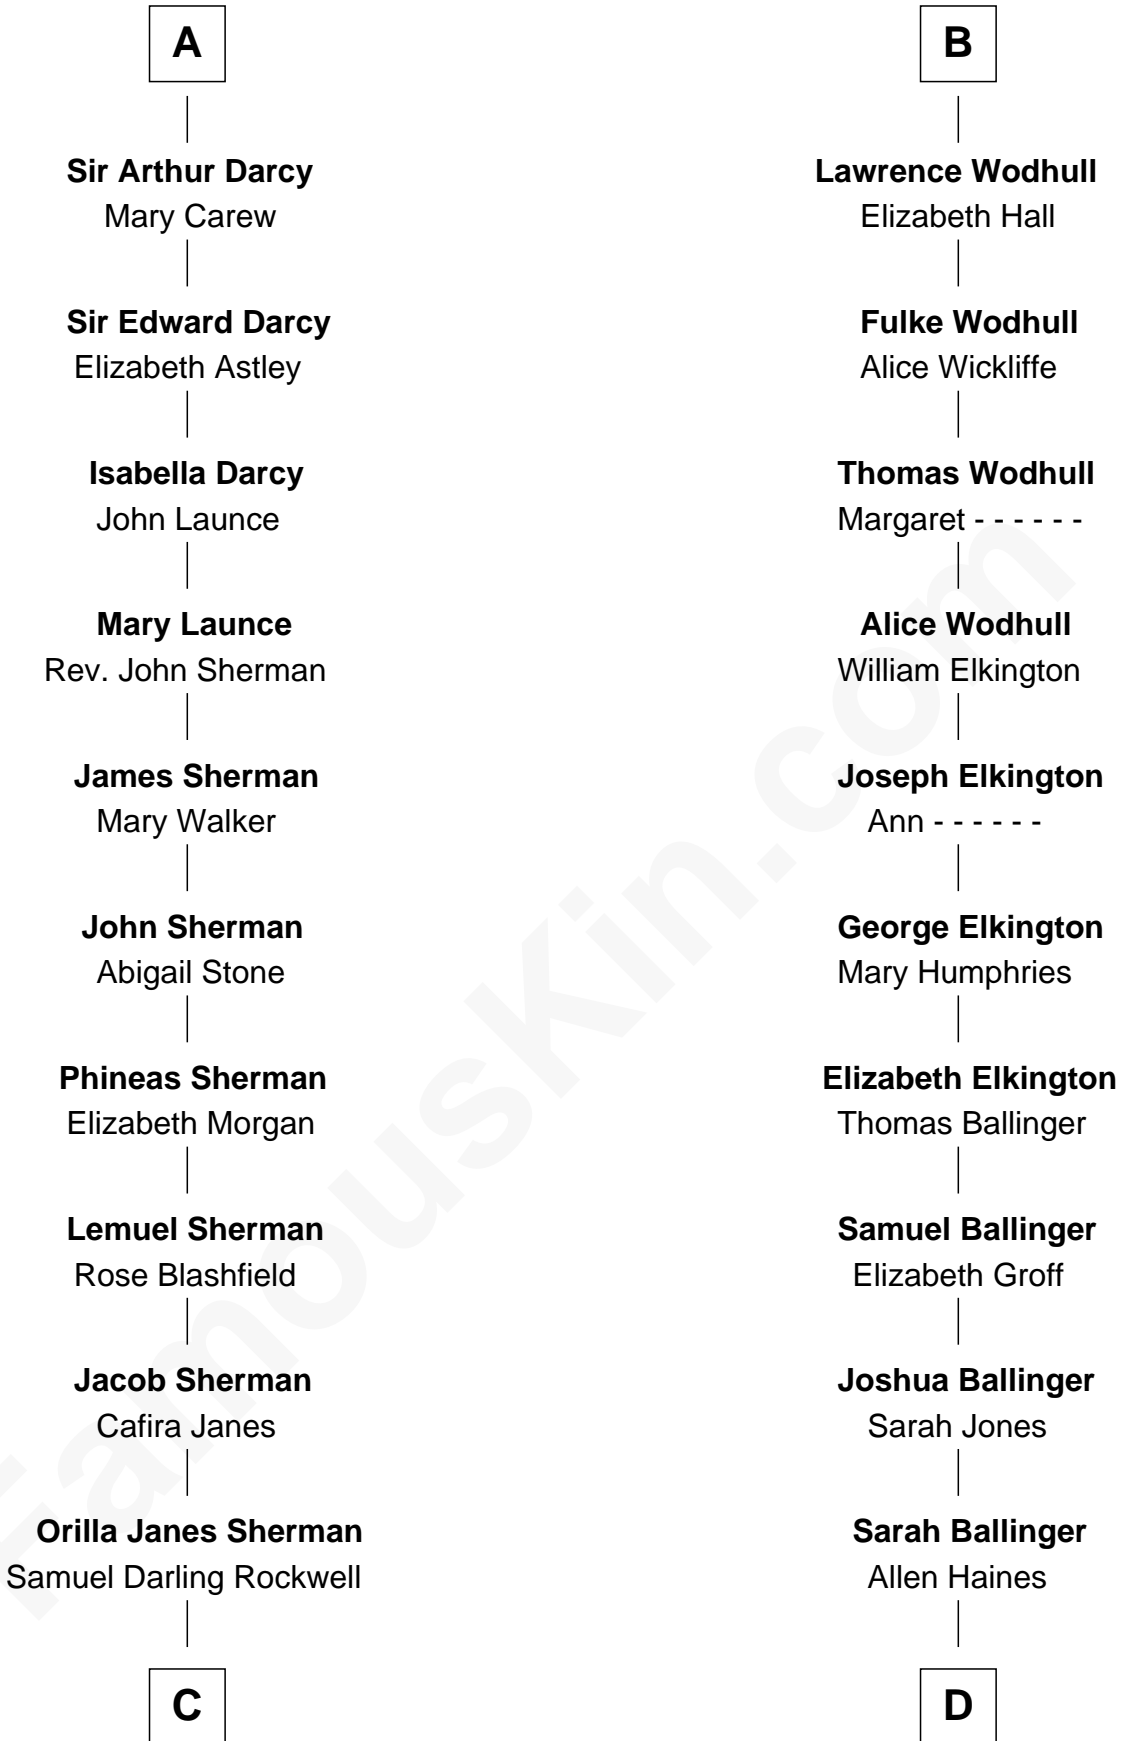 A
Sir Arthur Darcy
Mary Carew
Sir Edward Darcy
Elizabeth Astley
Isabella Darcy
John Launce
Mary Launce
Rev. John Sherman
James Sherman
Mary Walker
John Sherman
Abigail Stone
Phineas Sherman
Elizabeth Morgan
Lemuel Sherman
Rose Blashfield
Jacob Sherman
Cafira Janes
Orilla Janes Sherman
Samuel Darling Rockwell
C
B
Lawrence Wodhull
Elizabeth Hall
Fulke Wodhull
Alice Wickliffe
Thomas Wodhull
Margaret - - - - - -
Alice Wodhull
William Elkington
Joseph Elkington
Ann - - - - - -
George Elkington
Mary Humphries
Elizabeth Elkington
Thomas Ballinger
Samuel Ballinger
Elizabeth Groff
Joshua Ballinger
Sarah Jones
Sarah Ballinger
Allen Haines
D
FamousKin.com